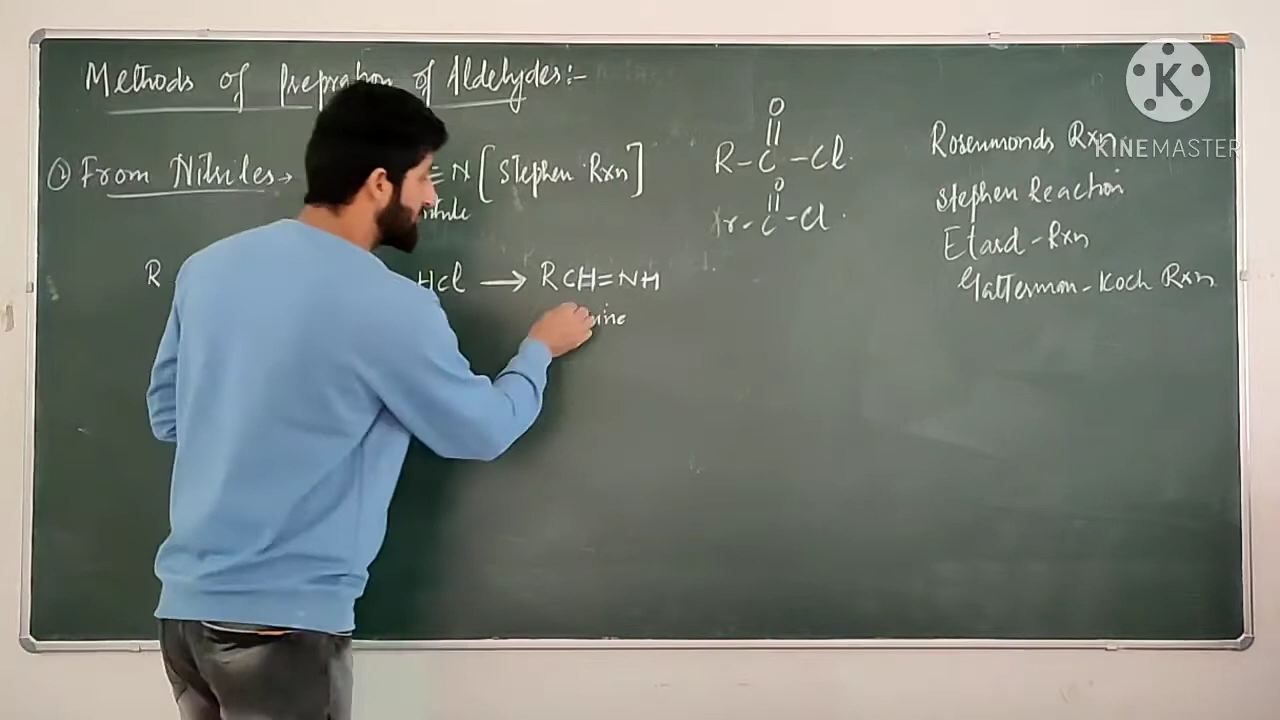 Methods of Prepration of Aldehydes:-
① From Nitriles → ≡ N [Stephen Rxn]
R HCl → RCH=NH
O
||
R-C-Cl
O
||
Ar-C-Cl
Rosenmonds Rxn
Stephen Reaction
Etard-Rxn
Gatterman-Koch Rxn
K
KINEMASTER